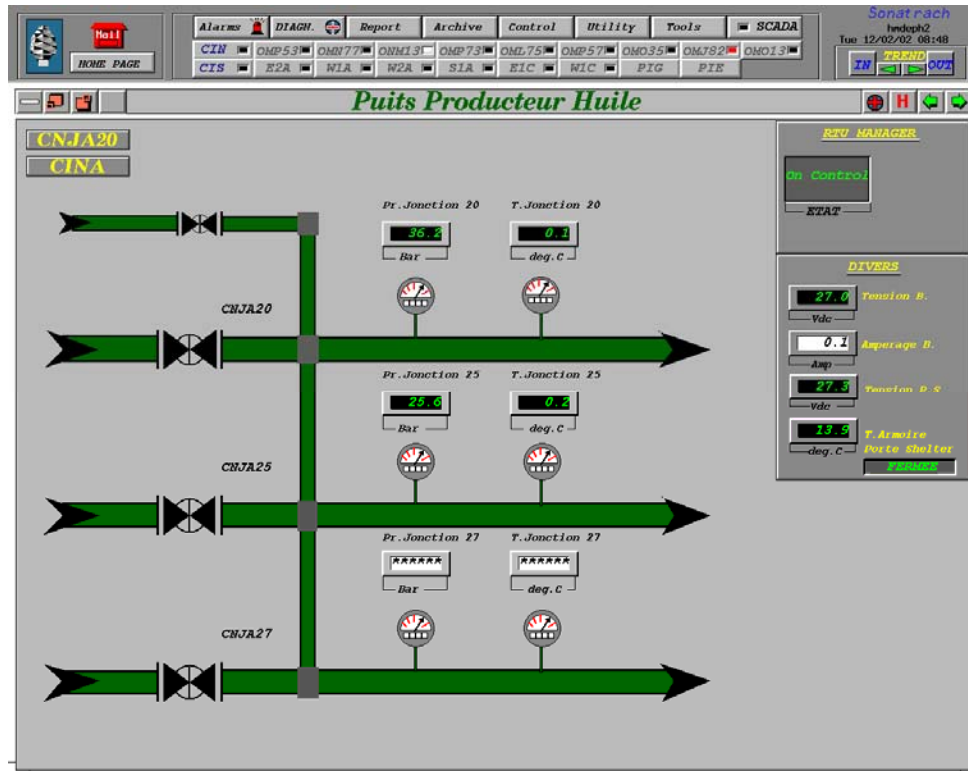 Sonatrach
hmdeph2
Tue 12/02/02 08:48
Mail
HOME PAGE
Alarms DIAGN. Report Archive Control Utility Tools SCADA
CIN OMP53 OMN77 ONM13 OMP73 OML75 OMP57 OMO35 OMJ82 OMO13
CIS E2A W1A W2A S1A E1C W1C PIG PIE
IN TREND OUT
Puits Producteur Huile
H
CNJA20
CINA
RTU MANAGER
On Control
ETAT
Pr.Jonction 20 T.Jonction 20
36.2 0.1
Bar deg.C
CNJA20
DIVERS
27.0 Tension B.
Vdc
0.1 Amperage B.
Amp
27.3 Tension P.S
Vdc
13.9 T.Armoire
deg.C Porte Shelter
FERMEE
Pr.Jonction 25 T.Jonction 25
25.6 0.2
Bar deg.C
CNJA25
Pr.Jonction 27 T.Jonction 27
****** ******
Bar deg.C
CNJA27